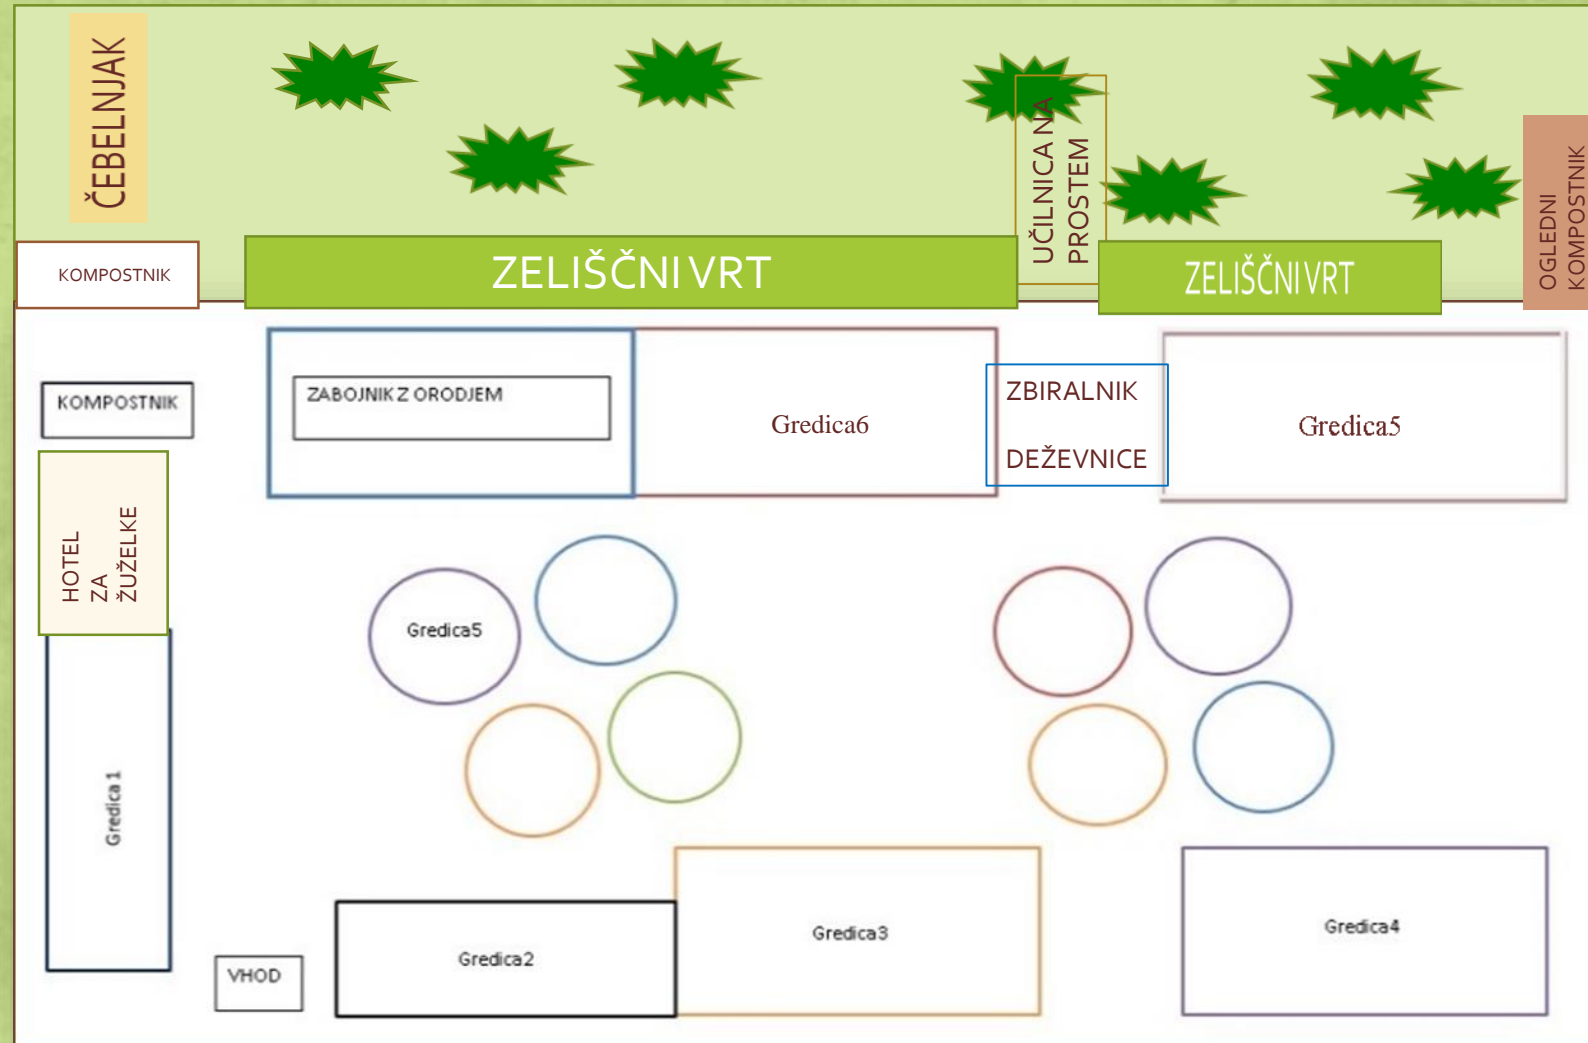 ČEBELNJAK
UČILNICA NA
PROSTEM
OGLEDNI
KOMPOSTNIK
KOMPOSTNIK
ZELIŠČNI VRT
ZELIŠČNI VRT
KOMPOSTNIK
ZABOJNIK Z ORODJEM
Gredica6
ZBIRALNIK
DEŽEVNICE
Gredica5
HOTEL
ZA
ŽUŽELKE
Gredica5
Gredica 1
Gredica2
Gredica3
Gredica4
VHOD